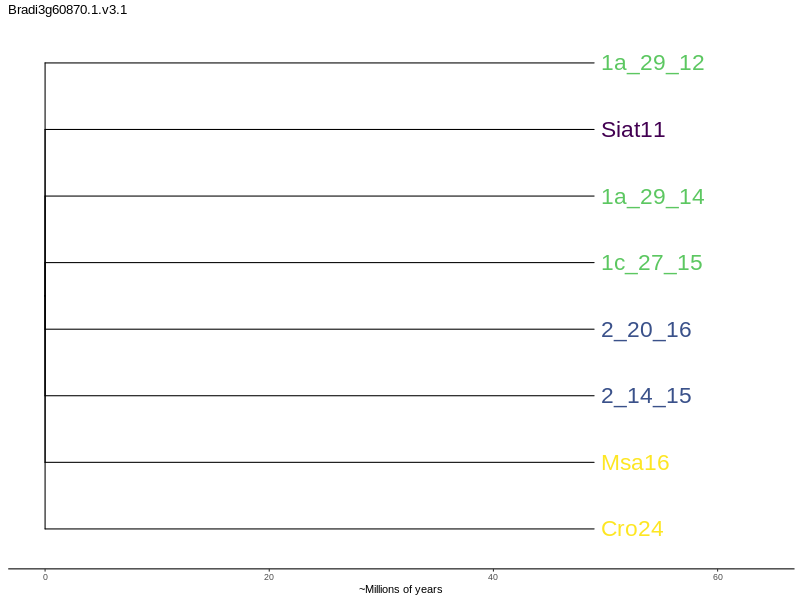 Bradi3g60870.1.v3.1
1a_29_12
Siat11
1a_29_14
1c_27_15
2_20_16
2_14_15
Msa16
Cro24
0 20 40 60
~Millions of years